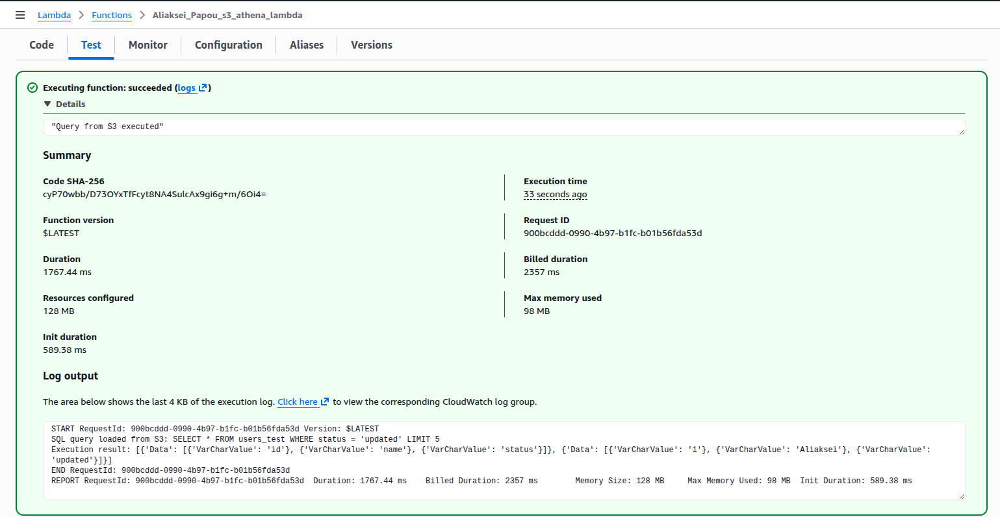 Lambda > Functions > Aliaksei_Papou_s3_athena_lambda
Code Test Monitor Configuration Aliases Versions
Executing function: succeeded (logs)
Details
"Query from S3 executed"
Summary
Code SHA-256
cyP70wbb/D73OYxTfFcyt8NA4SulcAx9gi6g+m/6Oi4=
Execution time
33 seconds ago
Function version
$LATEST
Request ID
900bcddd-0990-4b97-b1fc-b01b56fda53d
Duration
1767.44 ms
Billed duration
2357 ms
Resources configured
128 MB
Max memory used
98 MB
Init duration
589.38 ms
Log output
The area below shows the last 4 KB of the execution log. Click here to view the corresponding CloudWatch log group.
START RequestId: 900bcddd-0990-4b97-b1fc-b01b56fda53d Version: $LATEST
SQL query loaded from S3: SELECT * FROM users_test WHERE status = 'updated' LIMIT 5
Execution result: [{'Data': [{'VarCharValue': 'id'}, {'VarCharValue': 'name'}, {'VarCharValue': 'status'}]}, {'Data': [{'VarCharValue': '1'}, {'VarCharValue': 'Aliaksei'}, {'VarCharValue':
'updated'}]}]
END RequestId: 900bcddd-0990-4b97-b1fc-b01b56fda53d
REPORT RequestId: 900bcddd-0990-4b97-b1fc-b01b56fda53d Duration: 1767.44 ms Billed Duration: 2357 ms Memory Size: 128 MB Max Memory Used: 98 MB Init Duration: 589.38 ms